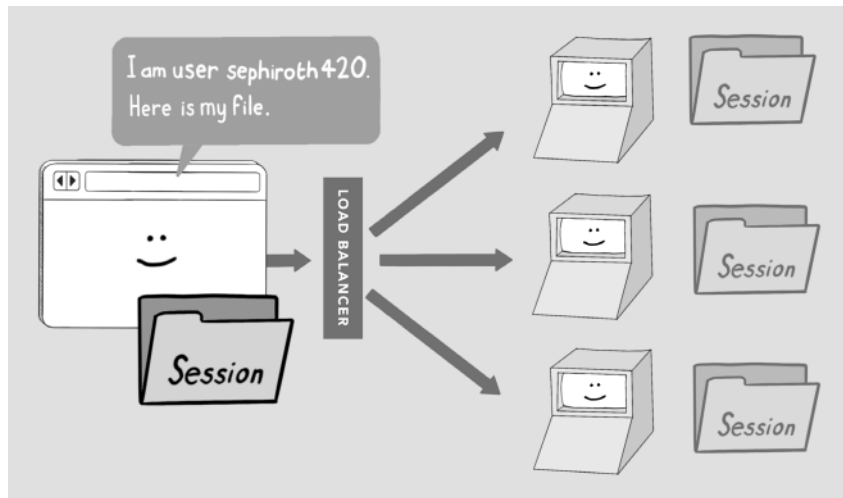 I am user sephiroth420.
Here is my file.
Session
LOAD BALANCER
Session
Session
Session